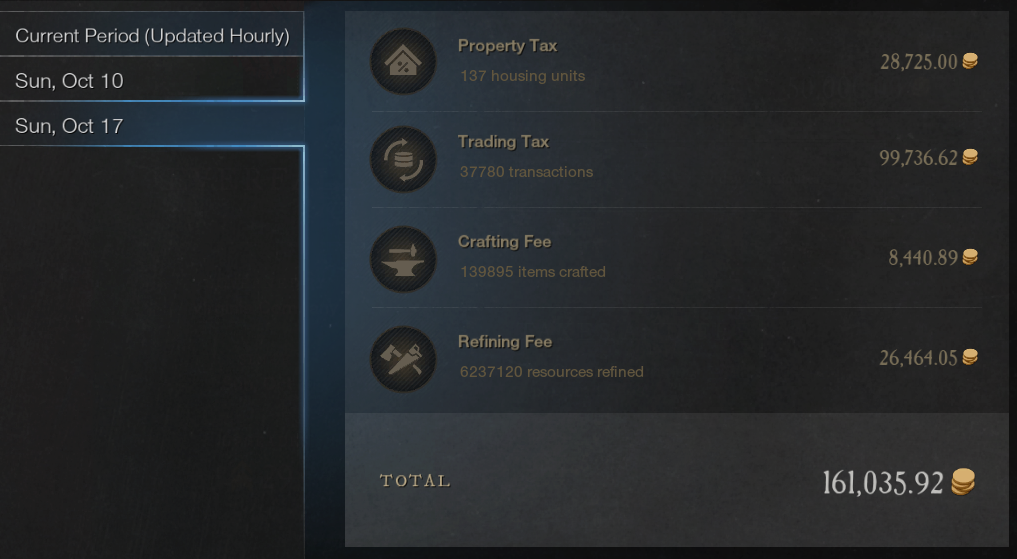 Current Period (Updated Hourly)
Sun, Oct 10
Sun, Oct 17
Property Tax
137 housing units
28,725.00
Trading Tax
37780 transactions
99,736.62
Crafting Fee
139895 items crafted
8,440.89
Refining Fee
6237120 resources refined
26,464.05
TOTAL
161,035.92